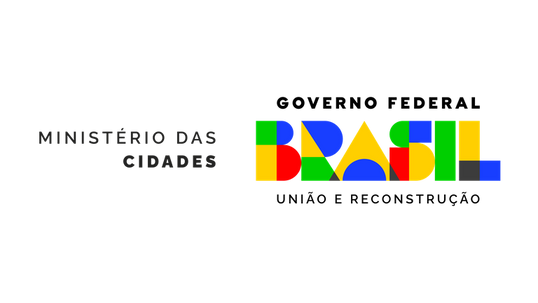 MINISTÉRIO DAS
CIDADES
GOVERNO FEDERAL
BRASIL
UNIÃO E RECONSTRUÇÃO